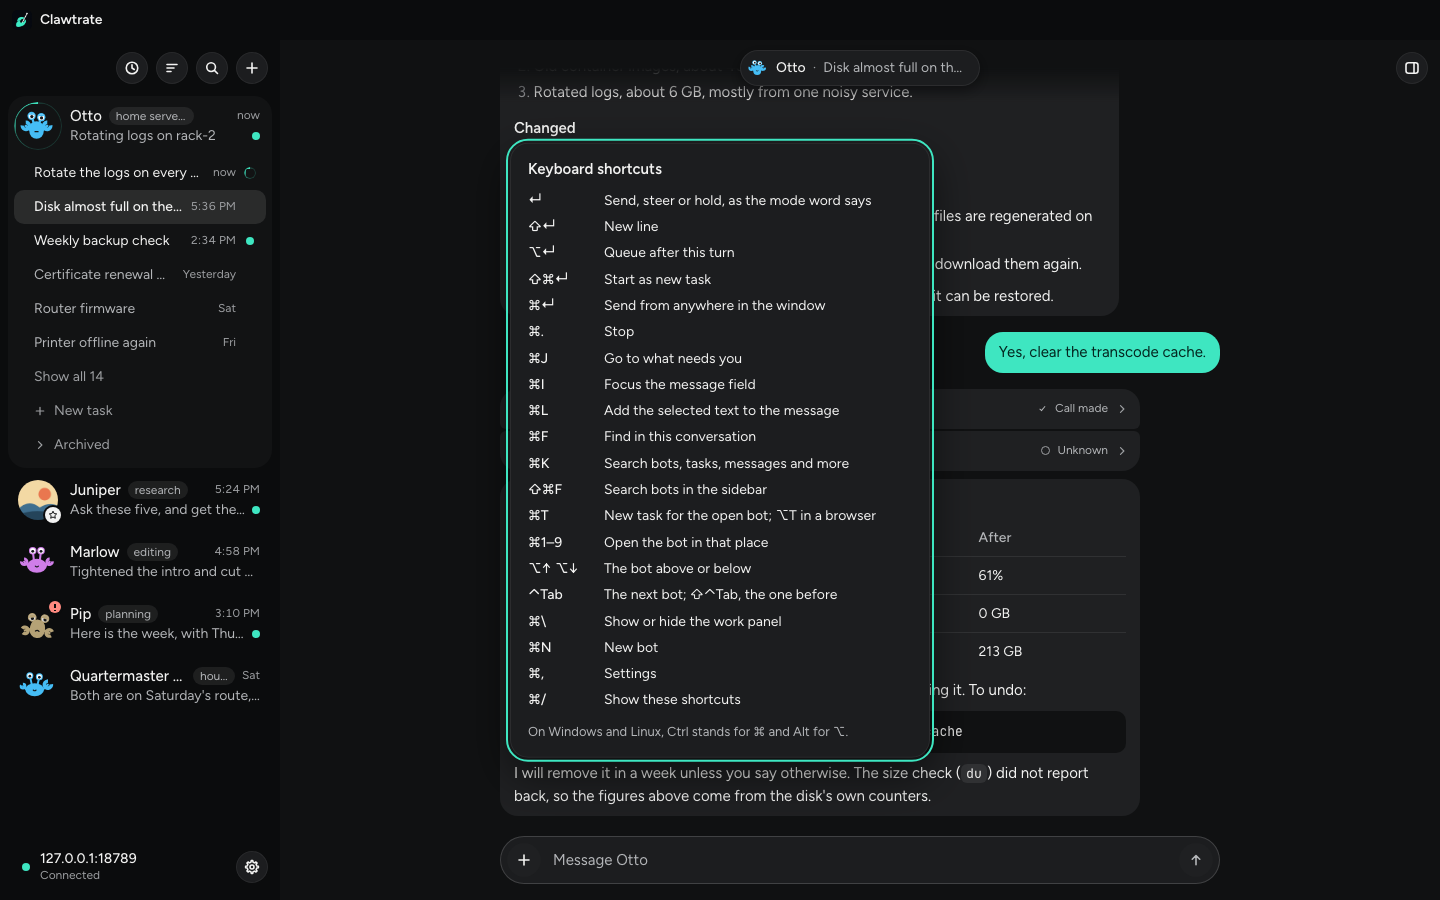 Clawtrate
Otto home serve... now
Rotating logs on rack-2
Rotate the logs on every ... now
Disk almost full on the... 5:36 PM
Weekly backup check 2:34 PM
Certificate renewal ... Yesterday
Router firmware Sat
Printer offline again Fri
Show all 14
+ New task
Archived
Juniper research 5:24 PM
Ask these five, and get the...
Marlow editing 4:58 PM
Tightened the intro and cut ...
Pip planning 3:10 PM
Here is the week, with Thu...
Quartermaster ... hou... Sat
Both are on Saturday's route,...
127.0.0.1:18789
Connected
Otto · Disk almost full on th...
3. Rotated logs, about 6 GB, mostly from one noisy service.
Changed
files are regenerated on
download them again.
it can be restored.
Yes, clear the transcode cache.
Call made
Unknown
After
61%
0 GB
213 GB
ing it. To undo:
ache
Keyboard shortcuts
↵ Send, steer or hold, as the mode word says
⇧↵ New line
⌥↵ Queue after this turn
⇧⌘↵ Start as new task
⌘↵ Send from anywhere in the window
⌘. Stop
⌘J Go to what needs you
⌘I Focus the message field
⌘L Add the selected text to the message
⌘F Find in this conversation
⌘K Search bots, tasks, messages and more
⇧⌘F Search bots in the sidebar
⌘T New task for the open bot; ⌥T in a browser
⌘1–9 Open the bot in that place
⌥↑ ⌥↓ The bot above or below
^Tab The next bot; ⇧^Tab, the one before
⌘\ Show or hide the work panel
⌘N New bot
⌘, Settings
⌘/ Show these shortcuts
On Windows and Linux, Ctrl stands for ⌘ and Alt for ⌥.
I will remove it in a week unless you say otherwise. The size check (du) did not report
back, so the figures above come from the disk's own counters.
Message Otto